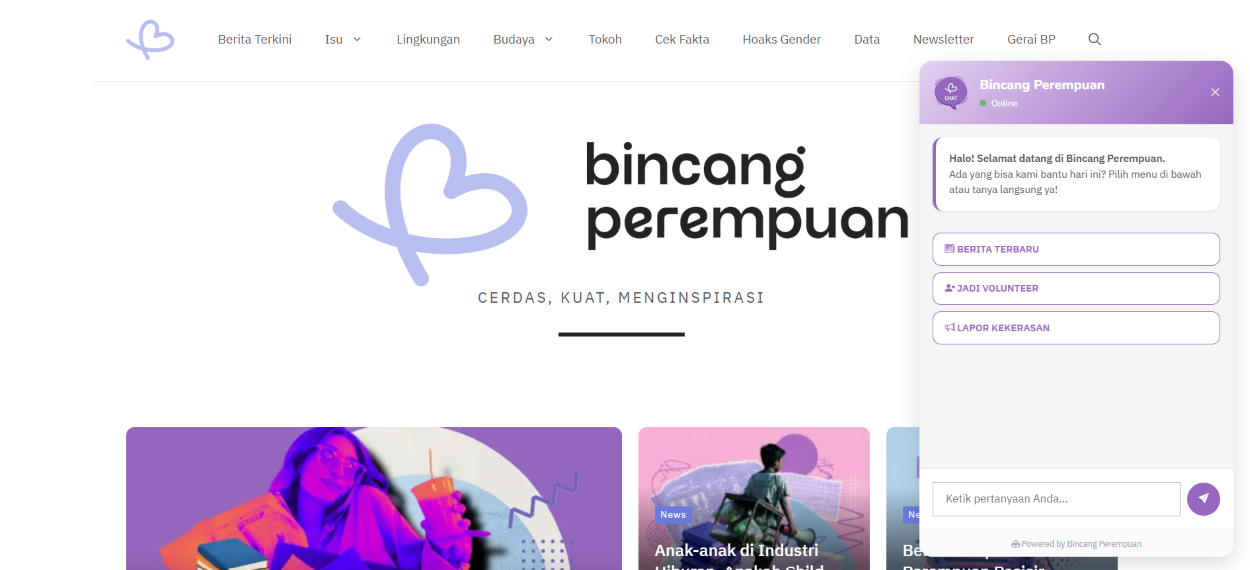 Berita Terkini
Isu
Lingkungan
Budaya
Tokoh
Cek Fakta
Hoaks Gender
Data
Newsletter
Gerai BP
bincang
perempuan
CERDAS, KUAT, MENGINSPIRASI
News
Anak-anak di Industri
CHAT
Bincang Perempuan
Online
Halo! Selamat datang di Bincang Perempuan.
Ada yang bisa kami bantu hari ini? Pilih menu di bawah
atau tanya langsung ya!
BERITA TERBARU
JADI VOLUNTEER
LAPOR KEKERASAN
Ketik pertanyaan Anda...
Powered by Bincang Perempuan